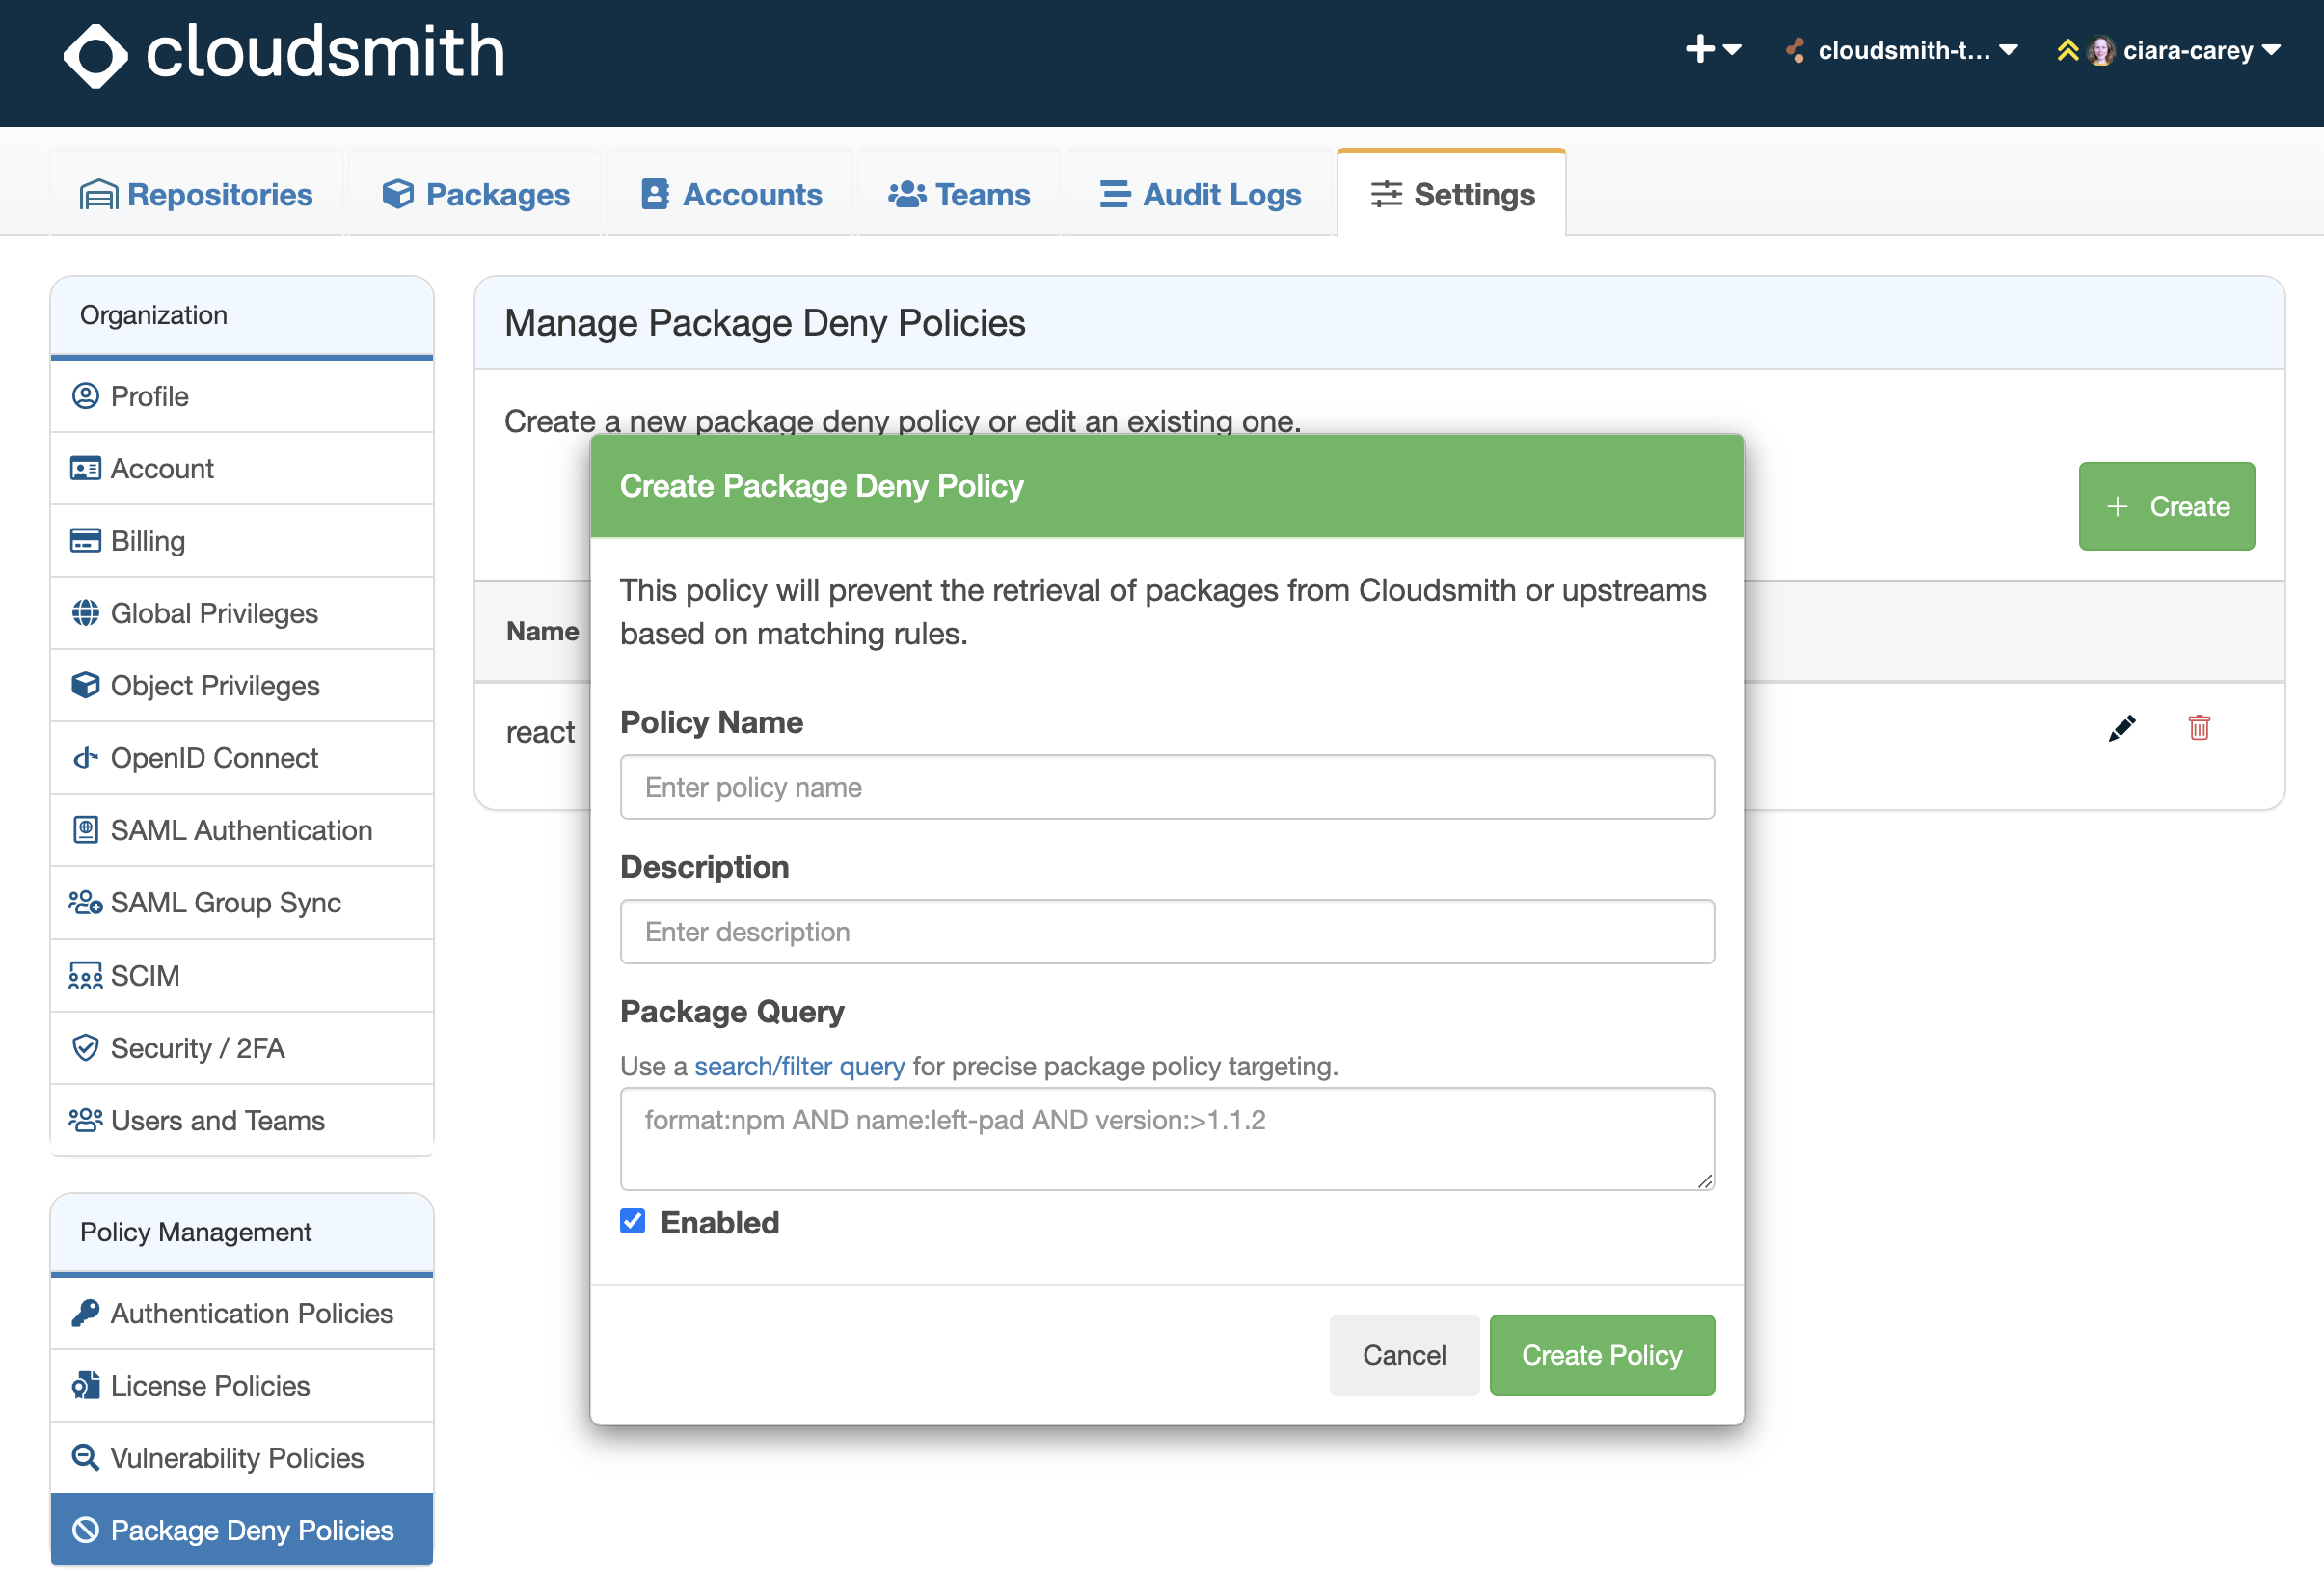 cloudsmith
cloudsmith-t...
ciara-carey
Repositories
Packages
Accounts
Teams
Audit Logs
Settings
Organization
Profile
Account
Billing
Global Privileges
Object Privileges
OpenID Connect
SAML Authentication
SAML Group Sync
SCIM
Security / 2FA
Users and Teams
Policy Management
Authentication Policies
License Policies
Vulnerability Policies
Package Deny Policies
Manage Package Deny Policies
Create a new package deny policy or edit an existing one.
+ Create
Name
react
Create Package Deny Policy
This policy will prevent the retrieval of packages from Cloudsmith or upstreams
based on matching rules.
Policy Name
Enter policy name
Description
Enter description
Package Query
Use a search/filter query for precise package policy targeting.
format:npm AND name:left-pad AND version:>1.1.2
Enabled
Cancel
Create Policy